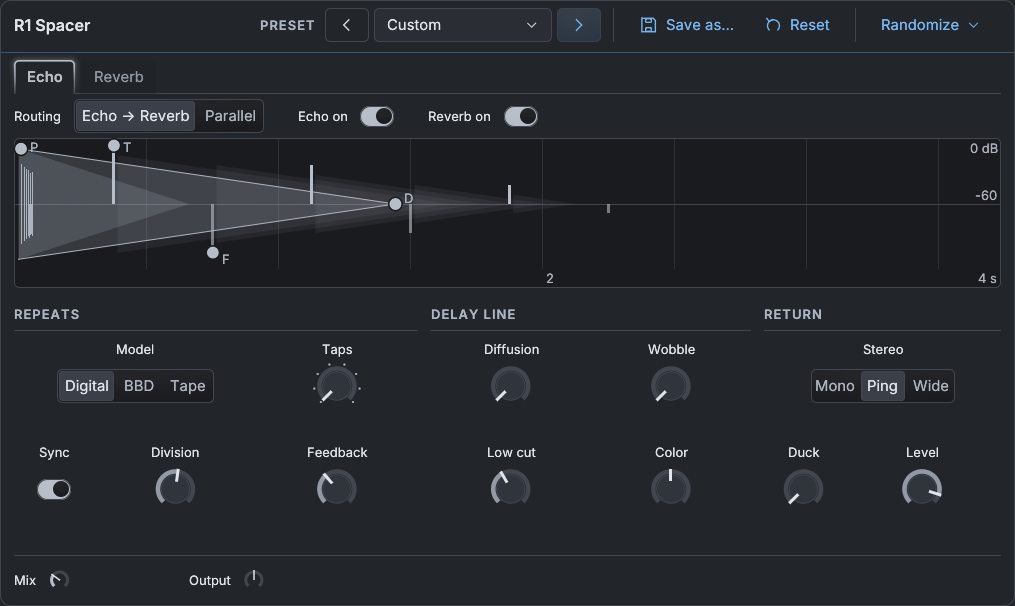 R1 Spacer PRESET Custom Save as... Reset Randomize
Echo Reverb
Routing Echo → Reverb Parallel Echo on Reverb on
P T 0 dB
D -60
F
2 4 s
REPEATS DELAY LINE RETURN
Model Taps Diffusion Wobble Stereo
Digital BBD Tape Mono Ping Wide
Sync Division Feedback Low cut Color Duck Level
Mix Output